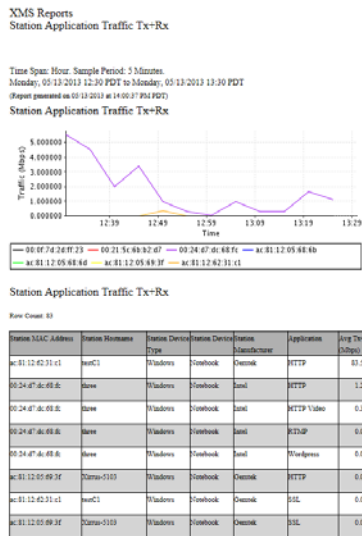 XMS Reports
Station Application Traffic Tx+Rx
Time Span: Hour. Sample Period: 5 Minutes.
Monday, 05/13/2013 12:30 PDT to Monday, 05/13/2013 13:30 PDT
(Report generated on 05/13/2013 at 14:00:37 PM PDT)
Station Application Traffic Tx+Rx
Traffic (Mbps)
5.000000
4.000000
3.000000
2.000000
1.000000
0.000000
12:39 12:49 12:59 13:09 13:19 13:29
Time
00:0f:7d:2d:ff:23 00:21:5c:6b:b2:d7 00:24:d7:dc:68:fc ac:81:12:05:68:6b
ac:81:12:05:68:6d ac:81:12:05:69:3f ac:81:12:62:31:c1
Station Application Traffic Tx+Rx
Row Count: 83
Station MAC Address Station Hostname Station Device Type Station Device Station Manufacturer Application Avg (Mbps)
ac:81:12:62:31:c1 testC1 Windows Notebook Gemtek HTTP
00:24:d7:dc:68:fc three Windows Notebook Intel HTTP
00:24:d7:dc:68:fc three Windows Notebook Intel HTTP Video
00:24:d7:dc:68:fc three Windows Notebook Intel RTMP
00:24:d7:dc:68:fc three Windows Notebook Intel Wordpress
ac:81:12:05:69:3f Xirrus-5103 Windows Notebook Gemtek HTTP
ac:81:12:62:31:c1 testC1 Windows Notebook Gemtek SSL
ac:81:12:05:69:3f Xirrus-5103 Windows Notebook Gemtek SSL